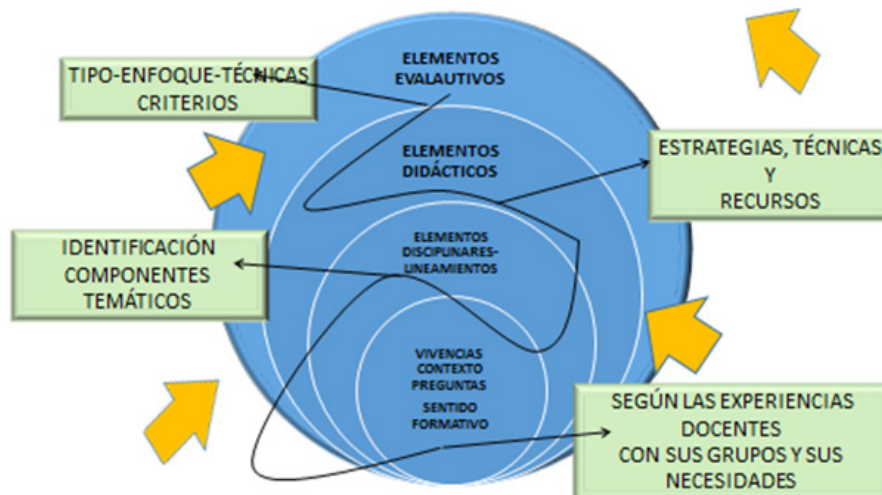 ELEMENTOS
EVALAUTIVOS
TIPO-ENFOQUE-TÉCNICAS
CRITERIOS
ELEMENTOS
DIDÁCTICOS
ESTRATEGIAS, TÉCNICAS
Y
RECURSOS
ELEMENTOS
DISCIPLINARES-
LINEAMIENTOS
IDENTIFICACIÓN
COMPONENTES
TEMÁTICOS
VIVENCIAS
CONTEXTO
PREGUNTAS
SENTIDO
FORMATIVO
SEGÚN LAS EXPERIENCIAS
DOCENTES
CON SUS GRUPOS Y SUS
NECESIDADES